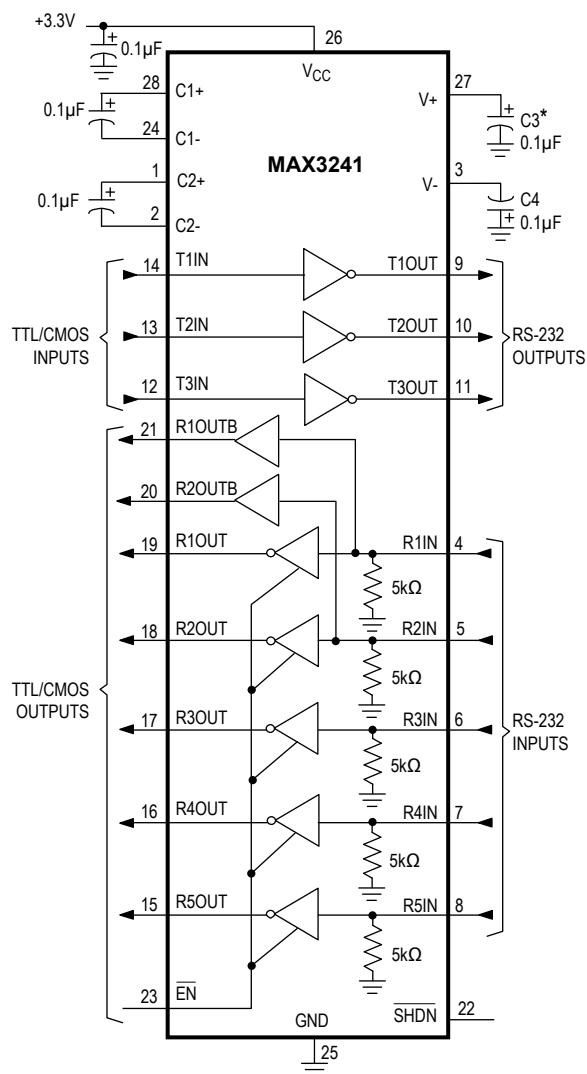 +3.3V
26
0.1µF
VCC
28
C1+
27
V+
0.1µF
C3*
0.1µF
24
C1-
MAX3241
1
C2+
3
V-
0.1µF
C4
0.1µF
2
C2-
14
T1IN
T1OUT
9
TTL/CMOS
INPUTS
13
T2IN
T2OUT
10
RS-232
OUTPUTS
12
T3IN
T3OUT
11
21
R1OUTB
20
R2OUTB
19
R1OUT
R1IN
4
5kΩ
18
R2OUT
R2IN
5
5kΩ
TTL/CMOS
OUTPUTS
17
R3OUT
R3IN
6
RS-232
INPUTS
5kΩ
16
R4OUT
R4IN
7
5kΩ
15
R5OUT
R5IN
8
5kΩ
23
EN
GND
SHDN
22
25